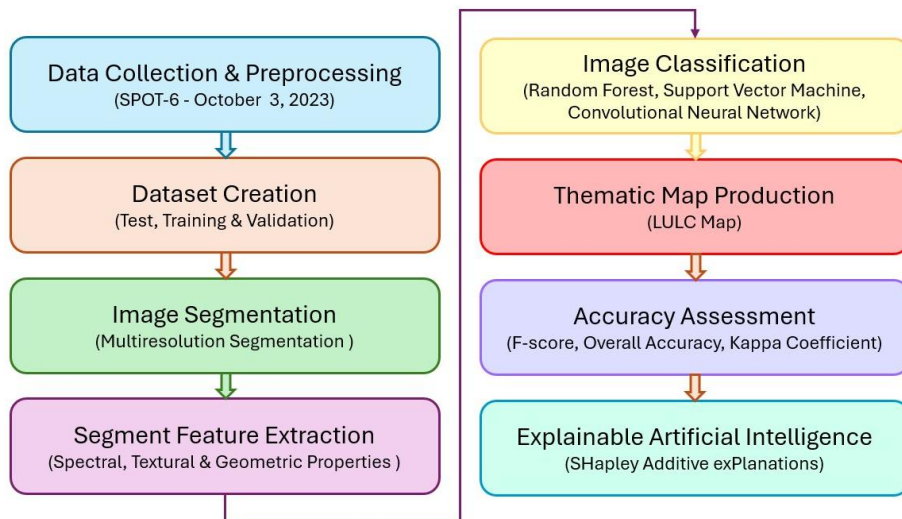 Data Collection & Preprocessing
(SPOT-6 - October 3, 2023)
Dataset Creation
(Test, Training & Validation)
Image Segmentation
(Multiresolution Segmentation )
Segment Feature Extraction
(Spectral, Textural & Geometric Properties )
Image Classification
(Random Forest, Support Vector Machine,
Convolutional Neural Network)
Thematic Map Production
(LULC Map)
Accuracy Assessment
(F-score, Overall Accuracy, Kappa Coefficient)
Explainable Artificial Intelligence
(SHapley Additive exPlanations)